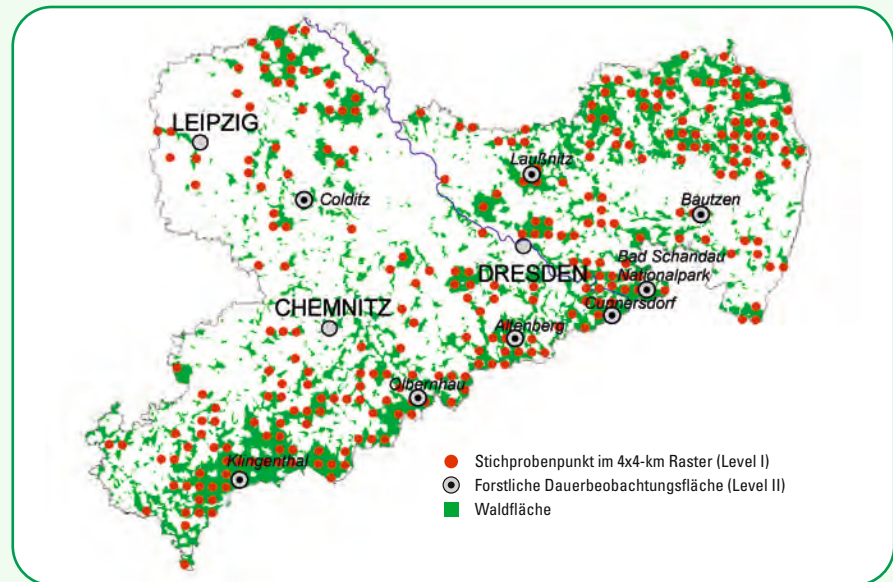 LEIPZIG
Laußnitz
Colditz
Bautzen
DRESDEN
Bad Schandau
Nationalpark
Cunnersdorf
CHEMNITZ
Altenberg
Olbernhau
Klingenthal
Stichprobenpunkt im 4x4-km Raster (Level I)
Forstliche Dauerbeobachtungsfläche (Level II)
Waldfläche